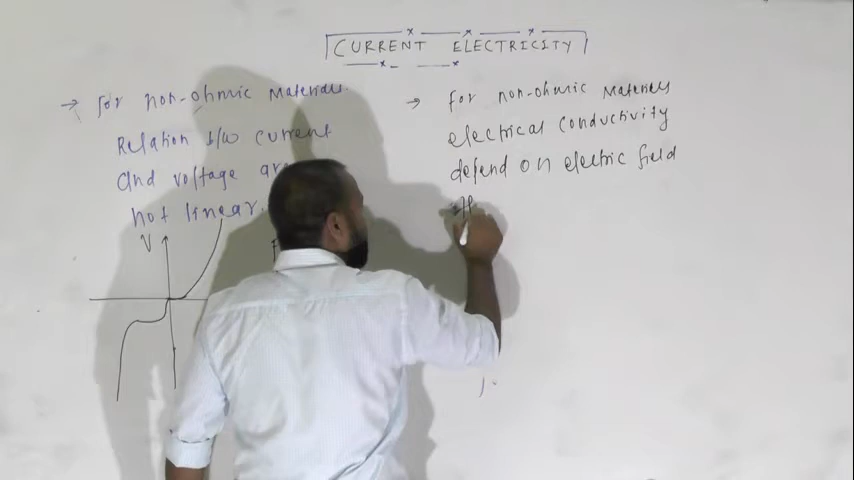 CURRENT ELECTRICITY
→ For non-ohmic materials
Relation b/w current
and voltage are
not linear.
V
→ For non-ohmic materials
electrical conductivity
depend on electric field